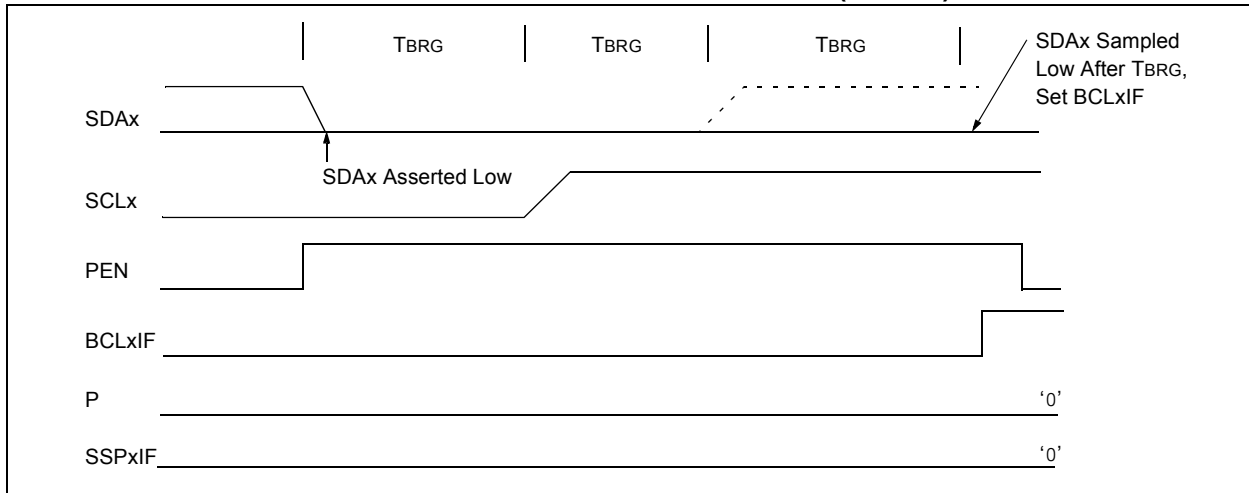 TBRG TBRG TBRG
SDAx Sampled
Low After TBRG,
Set BCLxIF
SDAx
SDAx Asserted Low
SCLx
PEN
BCLxIF
P ‘0’
SSPxIF ‘0’